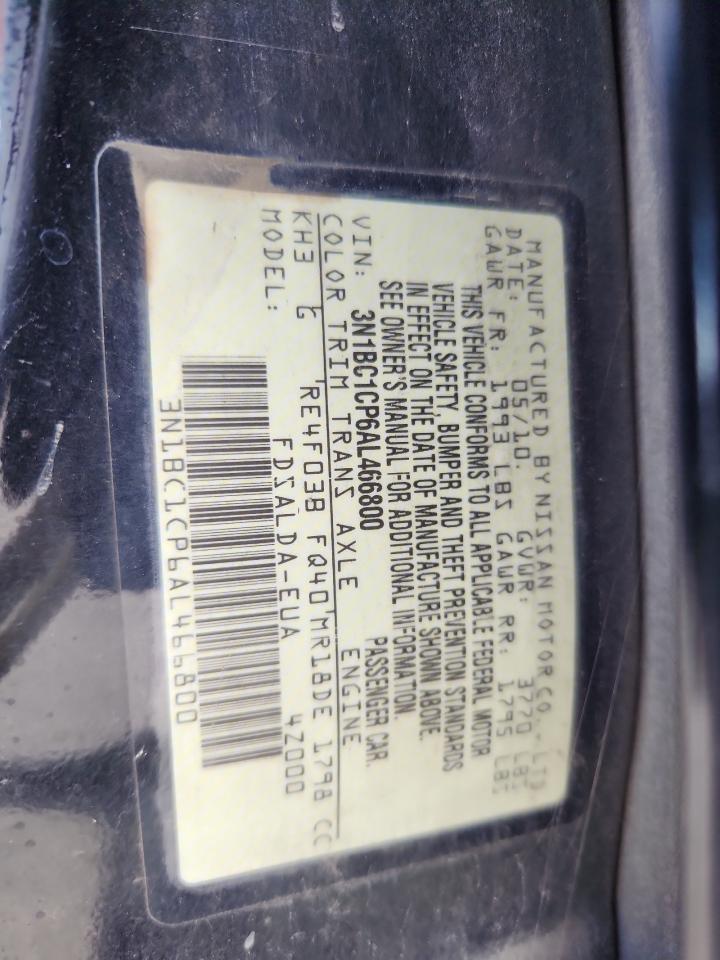 MANUFACTURED BY NISSAN MOTOR CO., LTD.
DATE: 05/10. GVWR: 3770 LBS
GAWR FR: 1993 LBS GAWR RR: 1795 LBS
THIS VEHICLE CONFORMS TO ALL APPLICABLE FEDERAL MOTOR
VEHICLE SAFETY, BUMPER AND THEFT PREVENTION STANDARDS
IN EFFECT ON THE DATE OF MANUFACTURE SHOWN ABOVE.
SEE OWNER'S MANUAL FOR ADDITIONAL INFORMATION.
VIN: 3N1BC1CP6AL466800 PASSENGER CAR.
COLOR TRIM TRANS AXLE ENGINE
KH3 G RE4F03B FQ40 MR18DE 1798 CC
MODEL: FDSALDA-EUA 4Z000
3N1BC1CP6AL466800